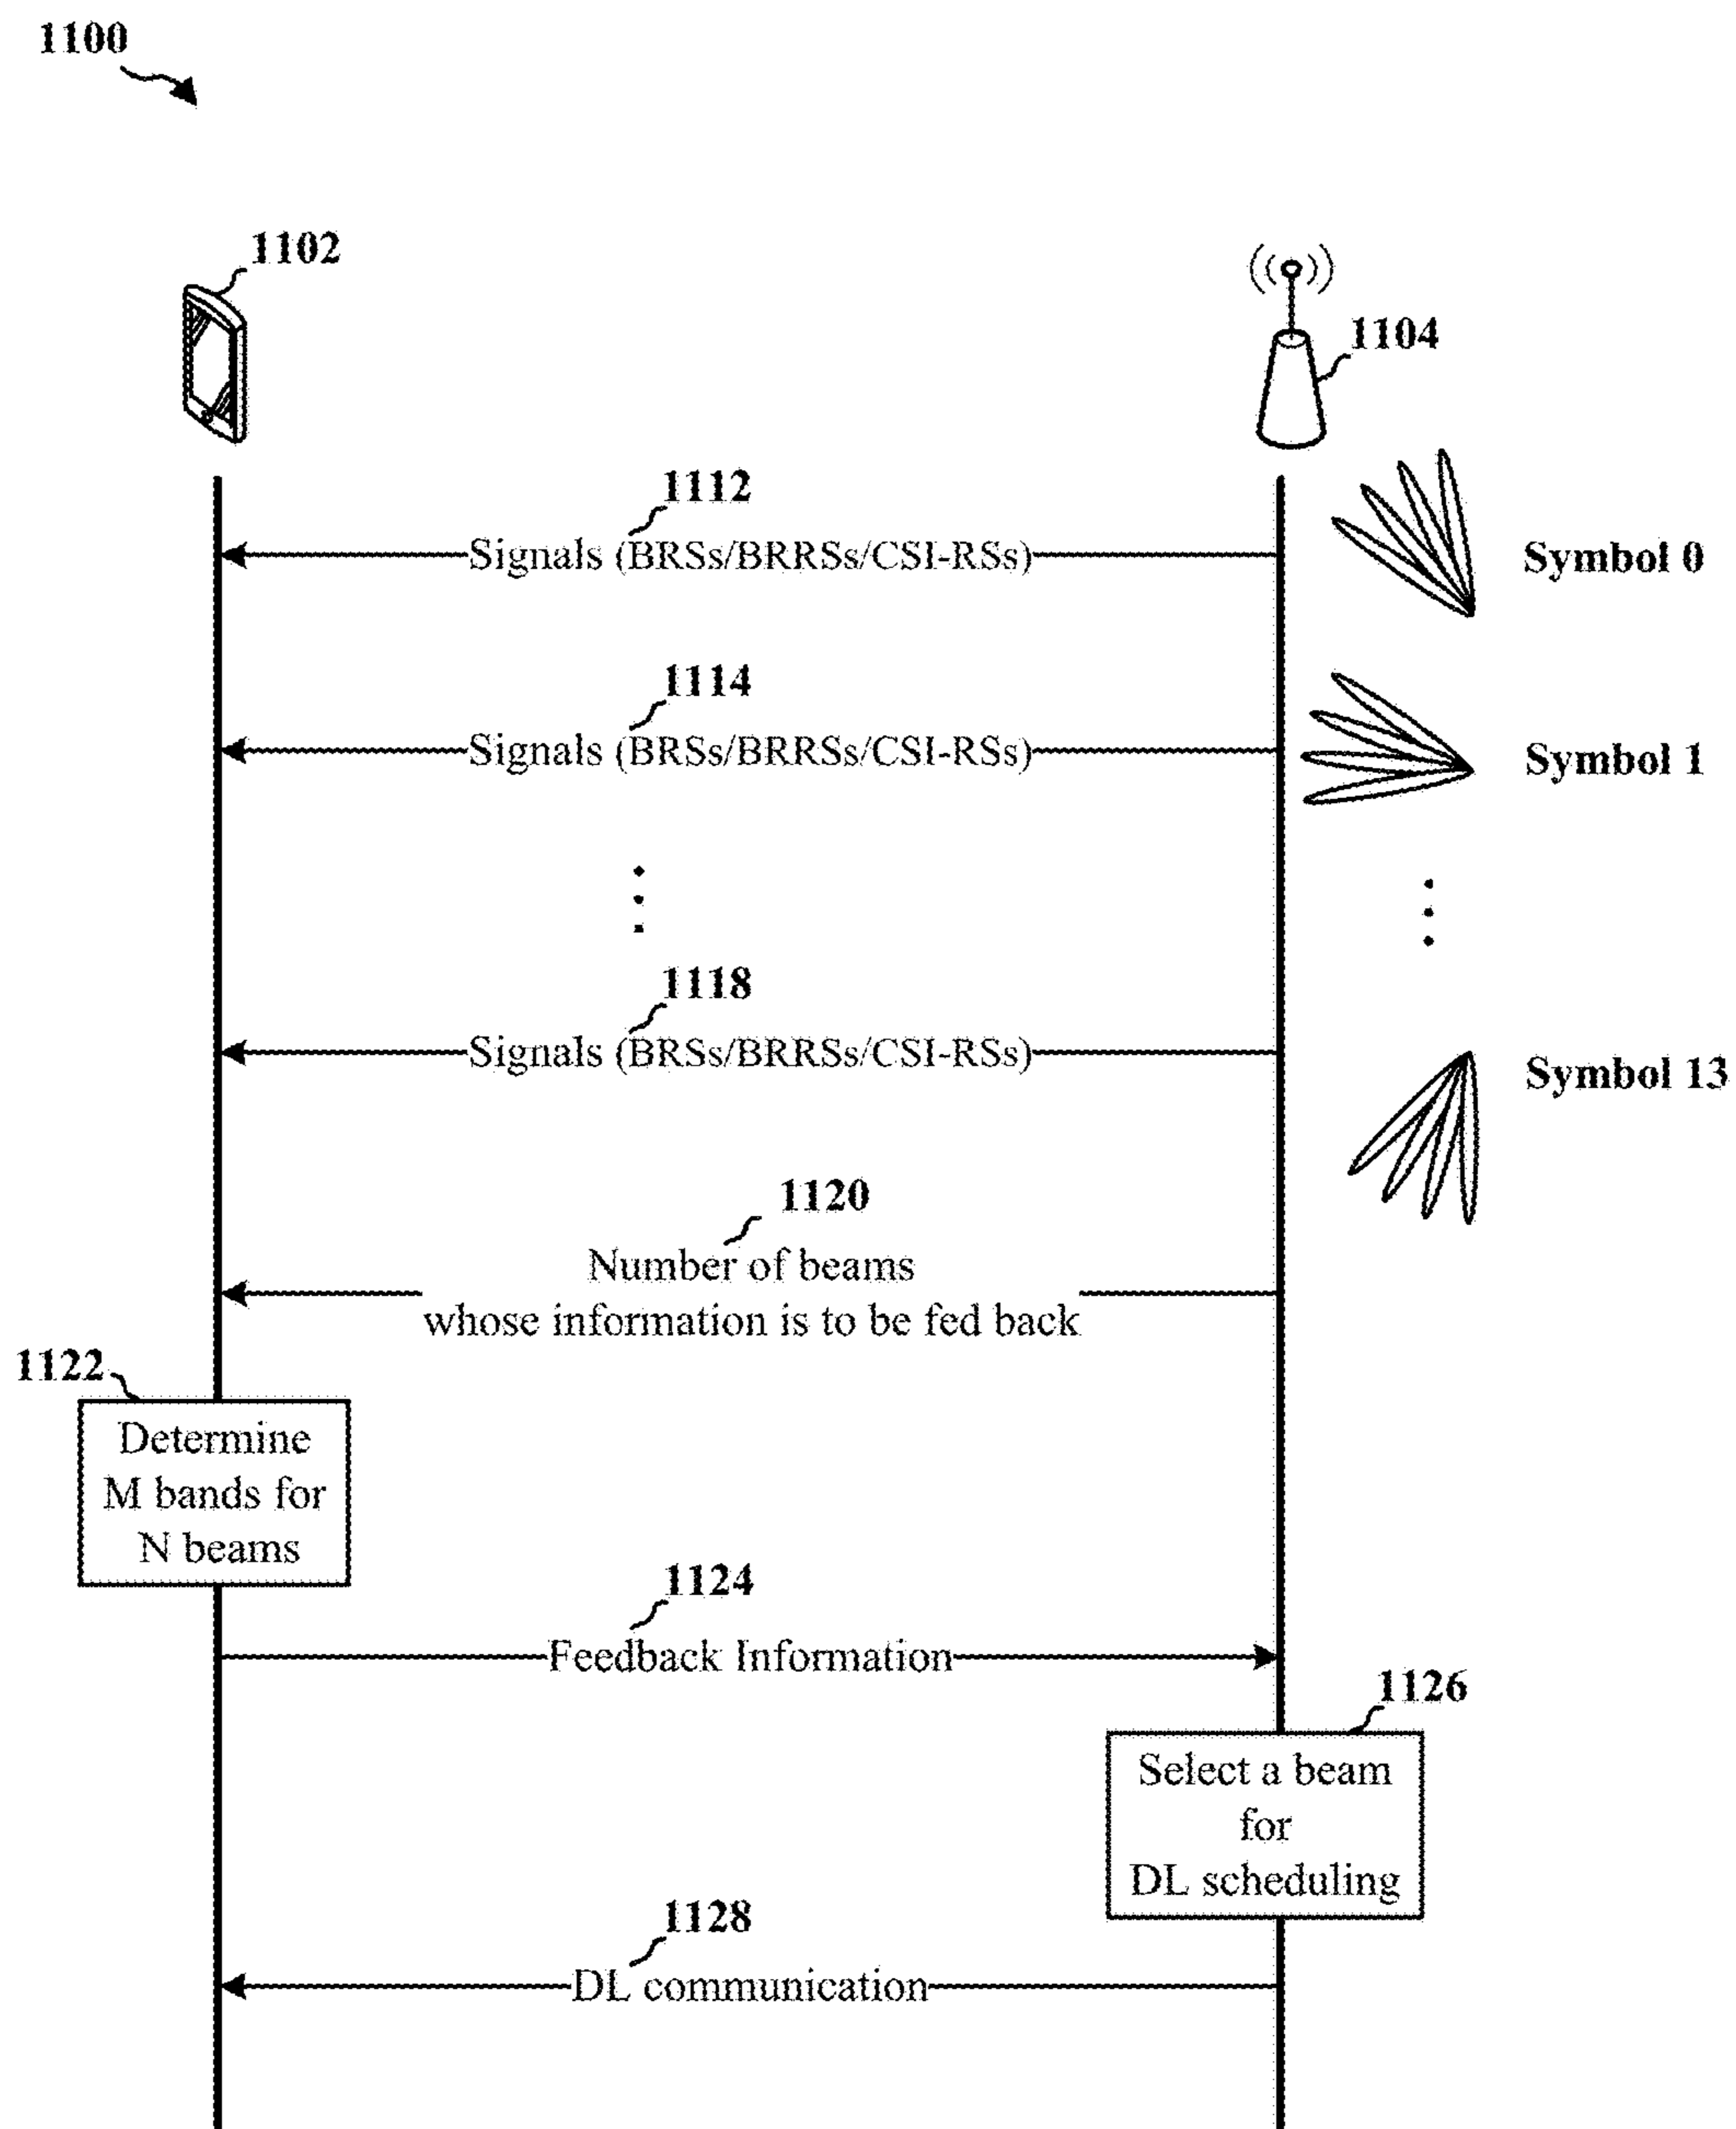 1100
1102
1104
1112
Signals (BRSs/BRRSs/CSI-RSs)
Symbol 0
1114
Signals (BRSs/BRRSs/CSI-RSs)
Symbol 1
1118
Signals (BRSs/BRRSs/CSI-RSs)
Symbol 13
1120
Number of beams
whose information is to be fed back
1122
Determine
M bands for
N beams
1124
Feedback Information
1126
Select a beam
for
DL scheduling
1128
DL communication